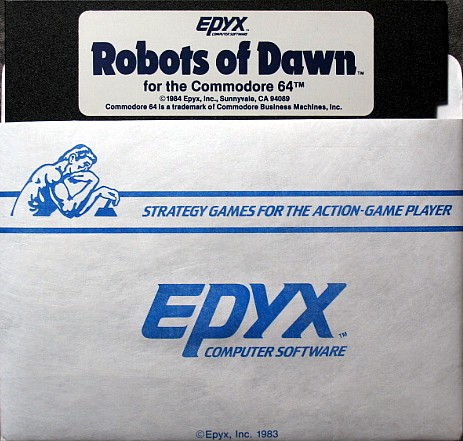 EPYX™
COMPUTER SOFTWARE
Robots of Dawn™
for the Commodore 64™
©1984 Epyx, Inc., Sunnyvale, CA 94089
Commodore 64 is a trademark of Commodore Business Machines, Inc.
STRATEGY GAMES FOR THE ACTION-GAME PLAYER
EPYX™
COMPUTER SOFTWARE
©Epyx, Inc. 1983